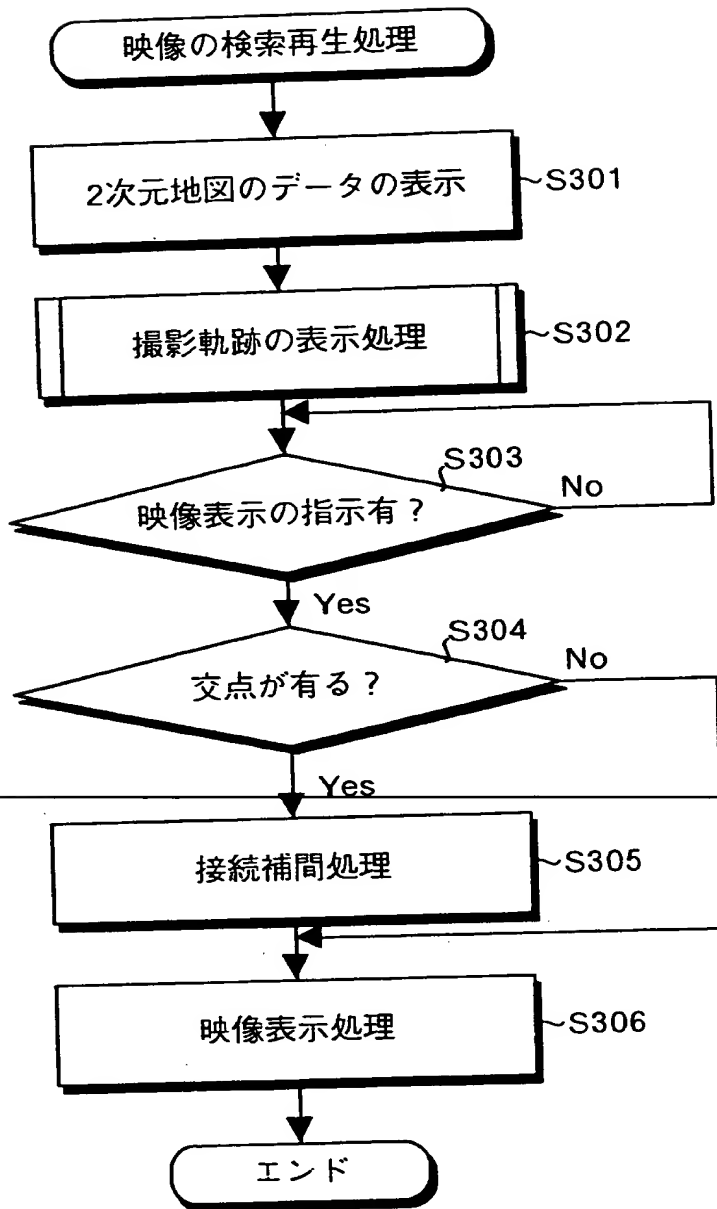 映像の検索再生処理
2次元地図のデータの表示
S301
撮影軌跡の表示処理
S302
S303
映像表示の指示有？
No
Yes
S304
交点が有る？
No
Yes
接続補間処理
S305
映像表示処理
S306
エンド